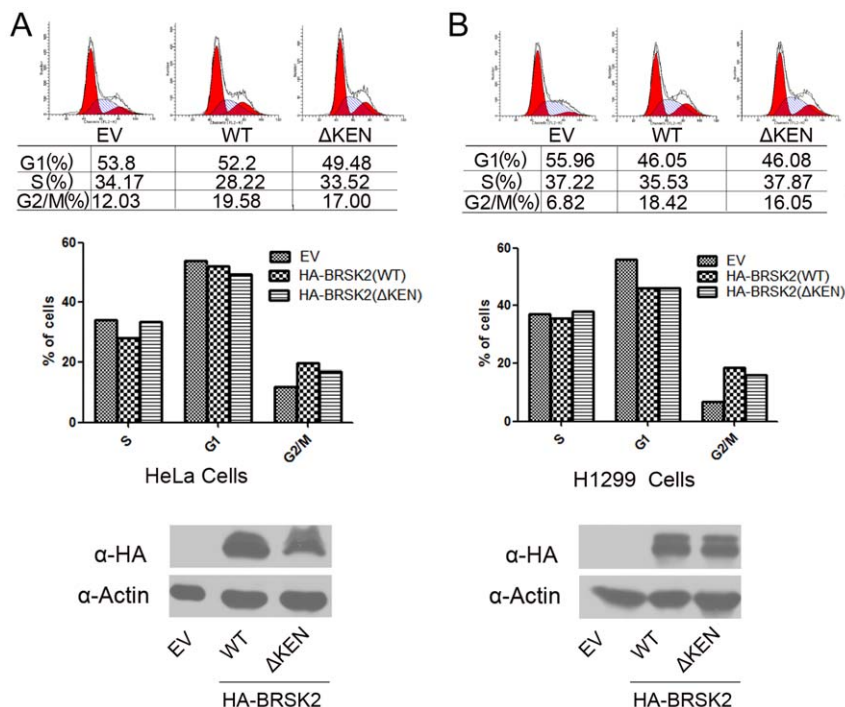 A
EV WT ΔKEN
G1(%) 53.8 52.2 49.48
S(%) 34.17 28.22 33.52
G2/M(%) 12.03 19.58 17.00
60
40
20
0
% of cells
EV
HA-BRSK2(WT)
HA-BRSK2(ΔKEN)
S G1 G2/M
HeLa Cells
α-HA
α-Actin
EV WT ΔKEN
HA-BRSK2
B
EV WT ΔKEN
G1(%) 55.96 46.05 46.08
S(%) 37.22 35.53 37.87
G2/M(%) 6.82 18.42 16.05
60
40
20
0
% of cells
EV
HA-BRSK2(WT)
HA-BRSK2(ΔKEN)
S G1 G2/M
H1299 Cells
α-HA
α-Actin
EV WT ΔKEN
HA-BRSK2